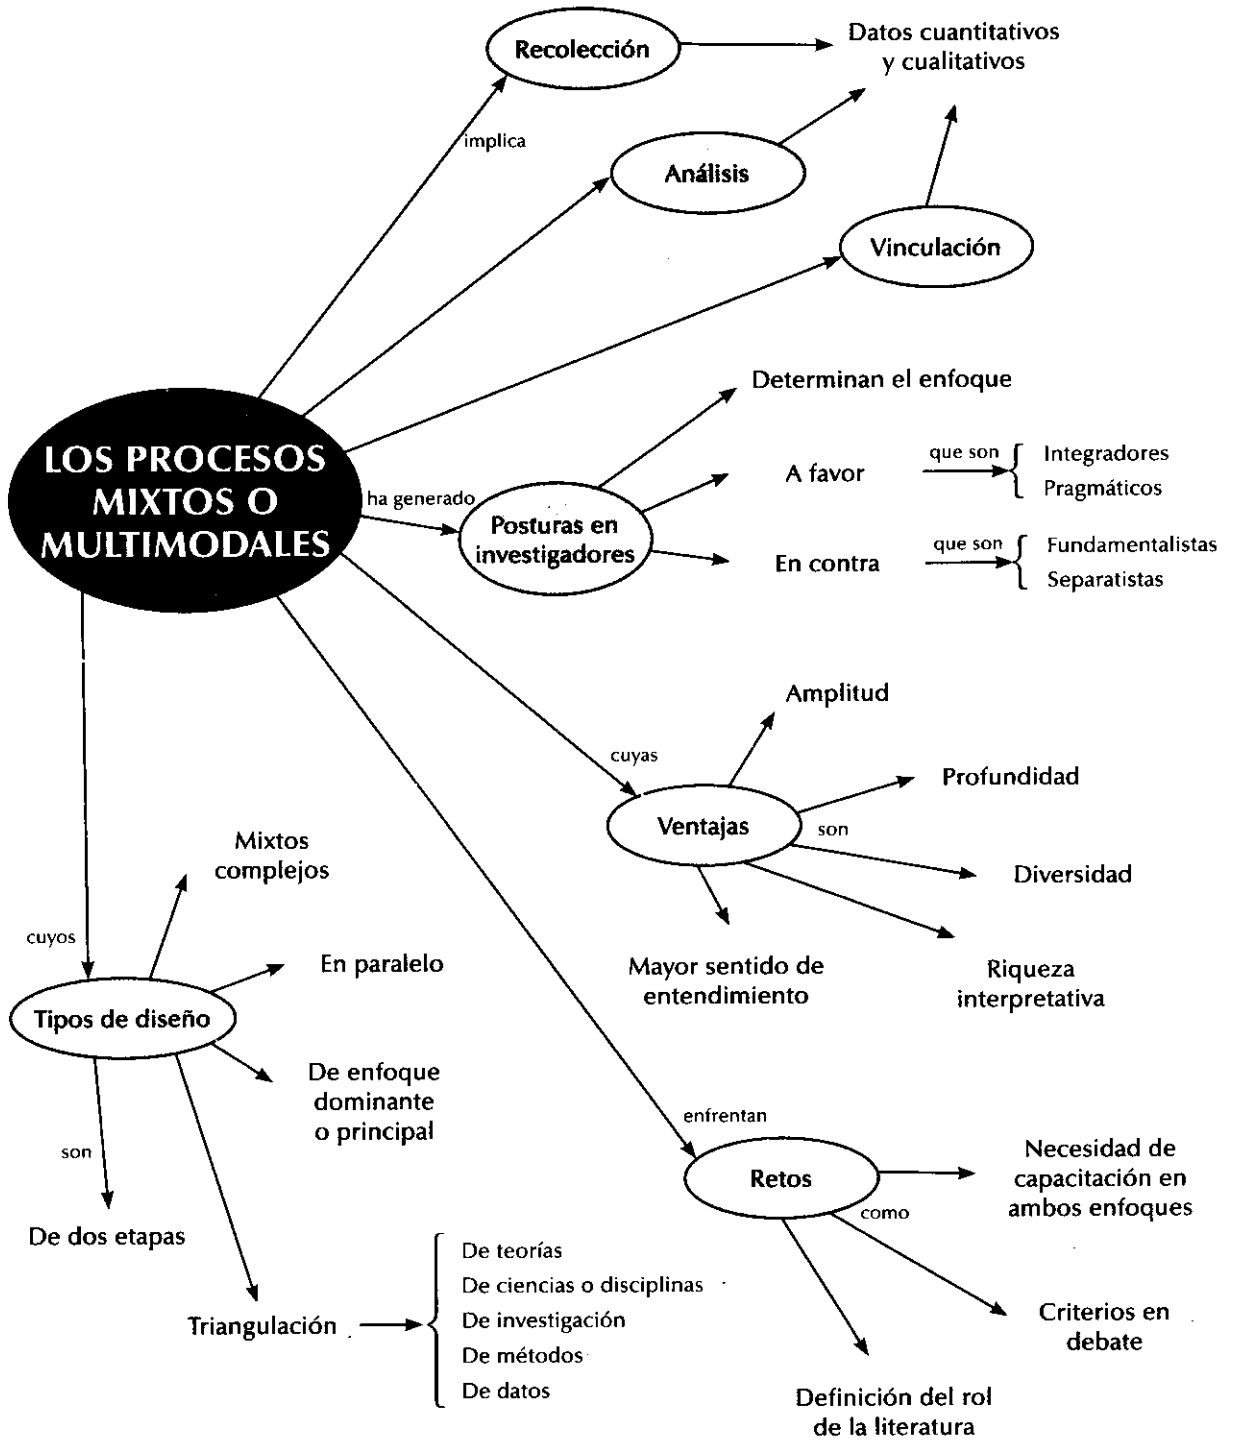 Recolección
Datos cuantitativos
y cualitativos
implica
Análisis
Vinculación
LOS PROCESOS
MIXTOS O
MULTIMODALES
ha generado
Posturas en
investigadores
Determinan el enfoque
A favor
que son
Integradores
Pragmáticos
En contra
que son
Fundamentalistas
Separatistas
cuyas
Ventajas
son
Amplitud
Profundidad
Diversidad
Riqueza
interpretativa
Mayor sentido de
entendimiento
cuyos
Tipos de diseño
son
Mixtos
complejos
En paralelo
De enfoque
dominante
o principal
De dos etapas
Triangulación
De teorías
De ciencias o disciplinas
De investigación
De métodos
De datos
enfrentan
Retos
como
Necesidad de
capacitación en
ambos enfoques
Criterios en
debate
Definición del rol
de la literatura